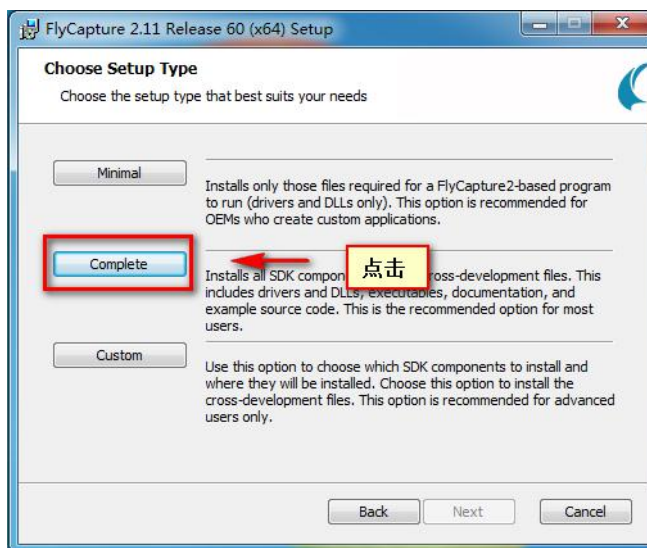 FlyCapture 2.11 Release 60 (x64) Setup
Choose Setup Type
Choose the setup type that best suits your needs
Minimal
Installs only those files required for a FlyCapture2-based program
to run (drivers and DLLs only). This option is recommended for
OEMs who create custom applications.
Complete
点击
Installs all SDK compon ross-development files. This
includes drivers and DLLs, executables, documentation, and
example source code. This is the recommended option for most
users.
Custom
Use this option to choose which SDK components to install and
where they will be installed. Choose this option to install the
cross-development files. This option is recommended for advanced
users only.
Back Next Cancel